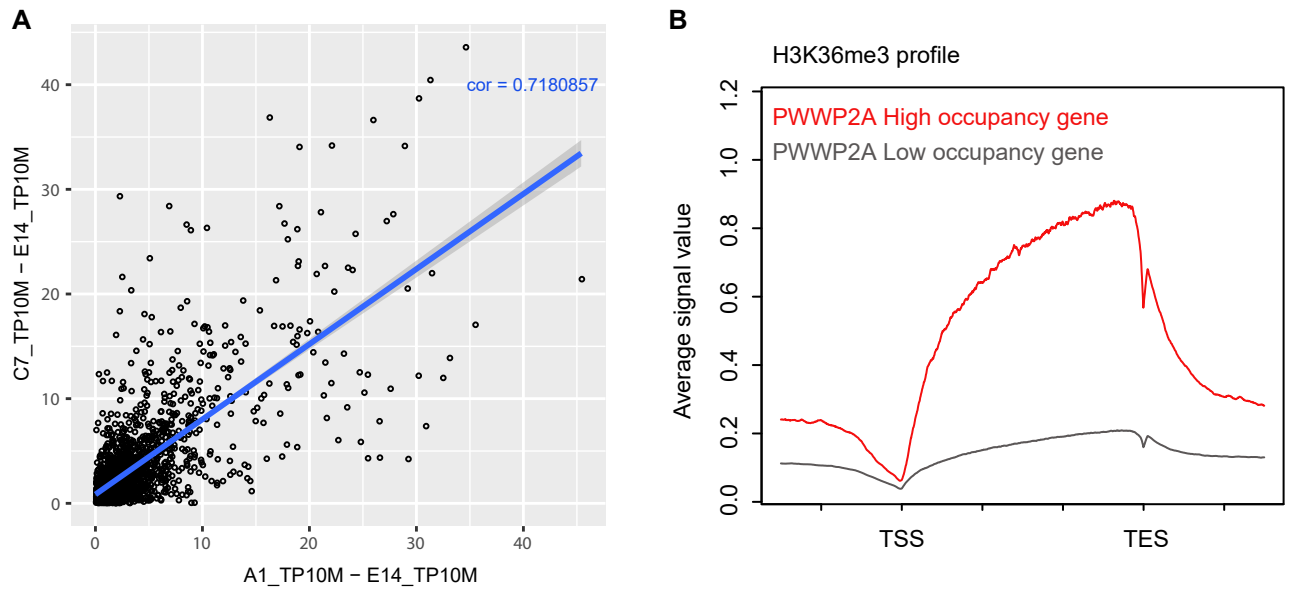 A
cor = 0.7180857
C7_TP10M − E14_TP10M
40
30
20
10
0
0 10 20 30 40
A1_TP10M − E14_TP10M
B
H3K36me3 profile
PWWP2A High occupancy gene
PWWP2A Low occupancy gene
Average signal value
1.2
1.0
0.8
0.6
0.4
0.2
0.0
TSS TES